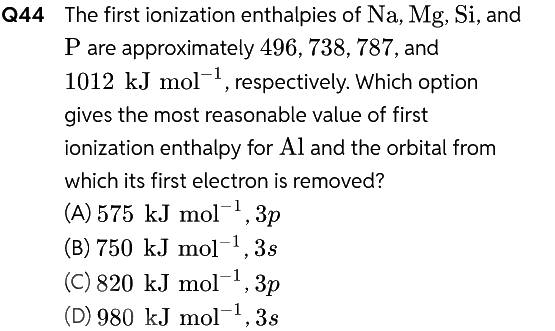 Q44 The first ionization enthalpies of Na, Mg, Si, and
P are approximately 496, 738, 787, and
1012 kJ mol⁻¹, respectively. Which option
gives the most reasonable value of first
ionization enthalpy for Al and the orbital from
which its first electron is removed?
(A) 575 kJ mol⁻¹, 3p
(B) 750 kJ mol⁻¹, 3s
(C) 820 kJ mol⁻¹, 3p
(D) 980 kJ mol⁻¹, 3s